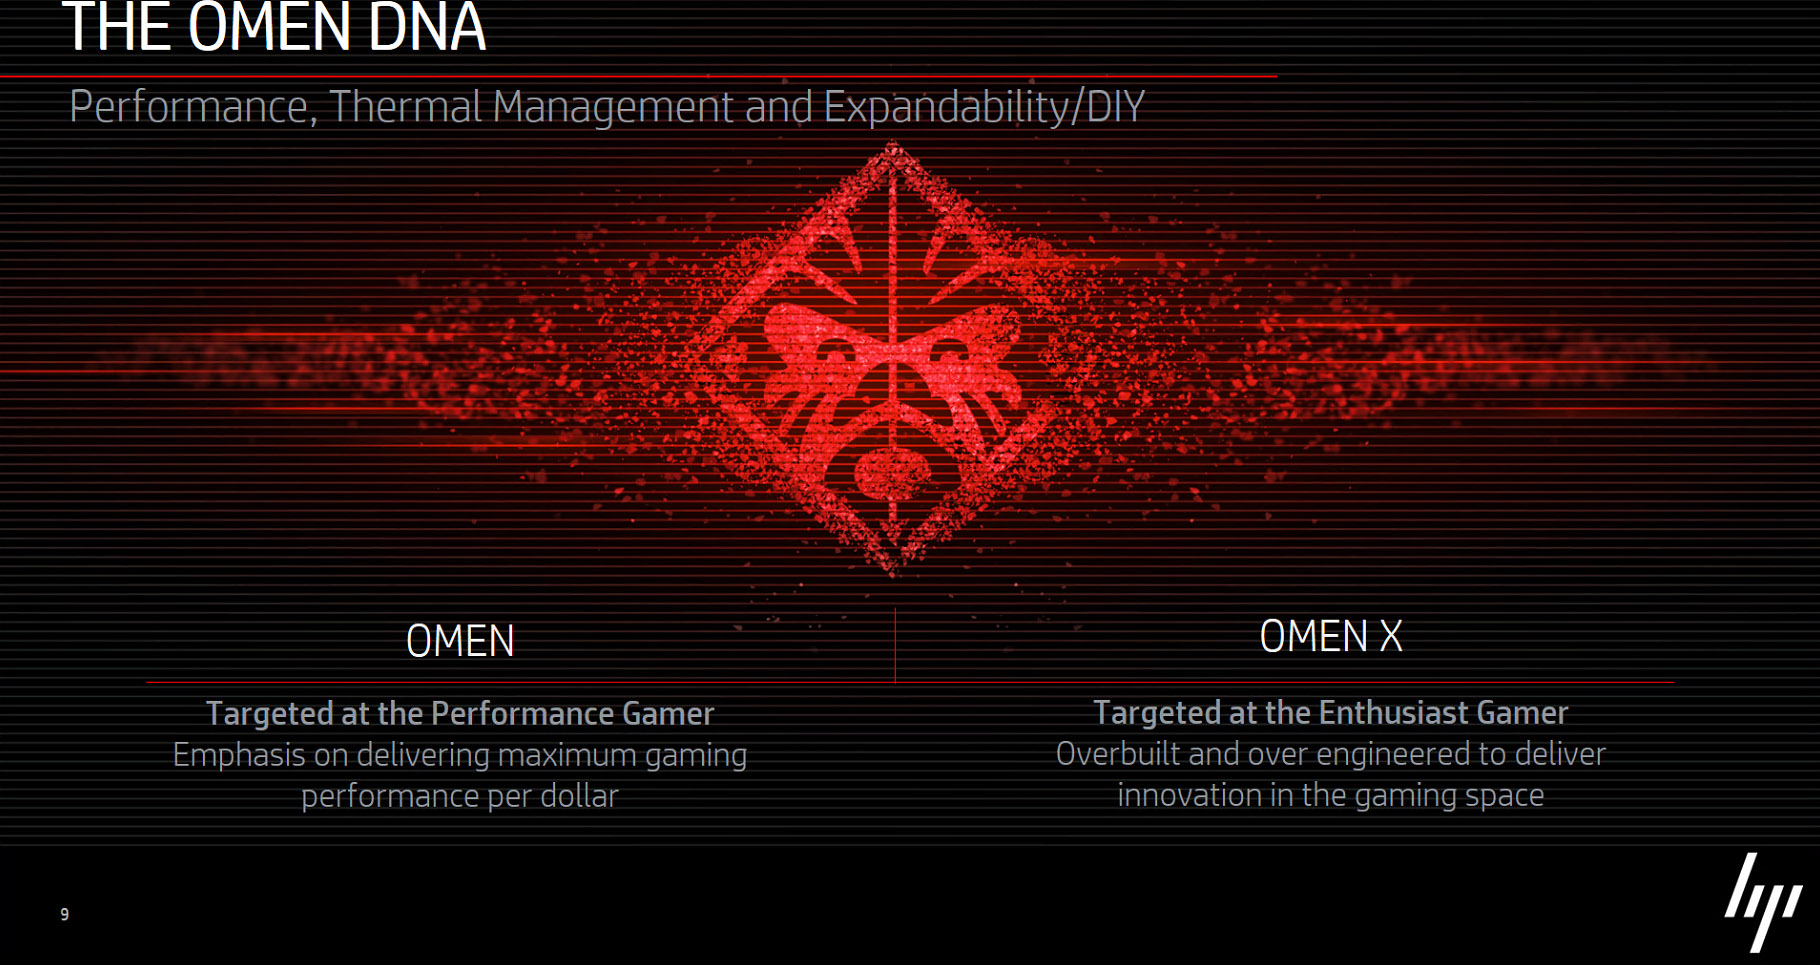 THE OMEN DNA
Performance, Thermal Management and Expandability/DIY
OMEN
Targeted at the Performance Gamer
Emphasis on delivering maximum gaming
performance per dollar
OMEN X
Targeted at the Enthusiast Gamer
Overbuilt and over engineered to deliver
innovation in the gaming space
9
hp